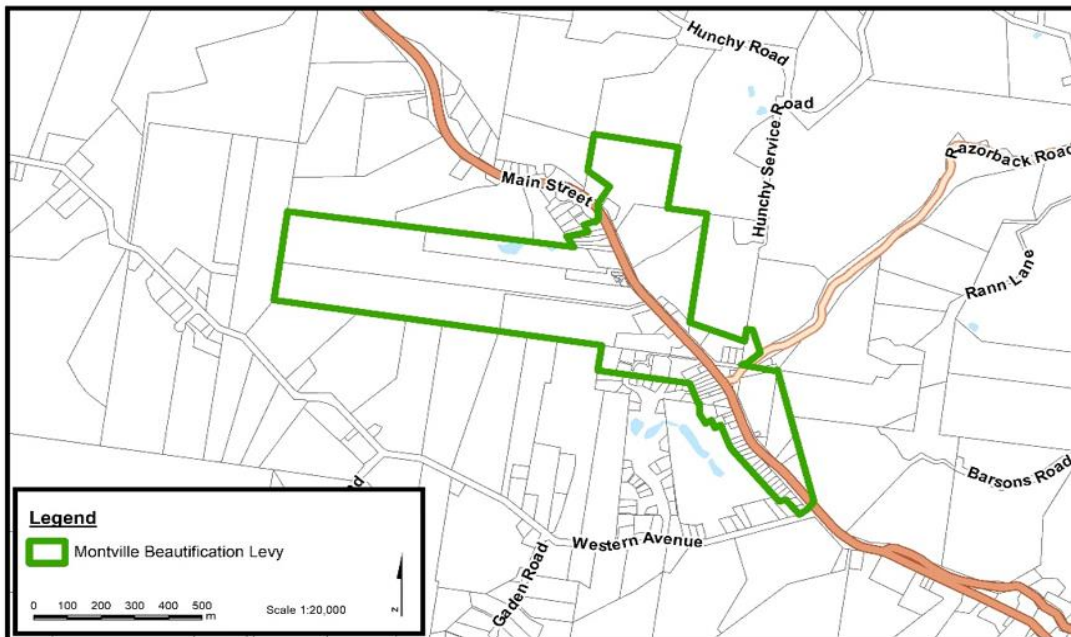 Hunchy Road
Hunchy Service Road
Razorback Road
Main Street
Rann Lane
Barsons Road
Western Avenue
Gaden Road
Legend
Montville Beautification Levy
0 100 200 300 400 500
m
Scale 1:20,000
N